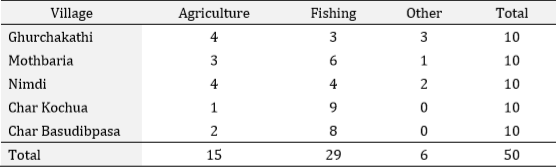 Village Agriculture Fishing Other Total
Ghurchakathi 4 3 3 10
Mothbaria 3 6 1 10
Nimdi 4 4 2 10
Char Kochua 1 9 0 10
Char Basudibpasa 2 8 0 10
Total 15 29 6 50